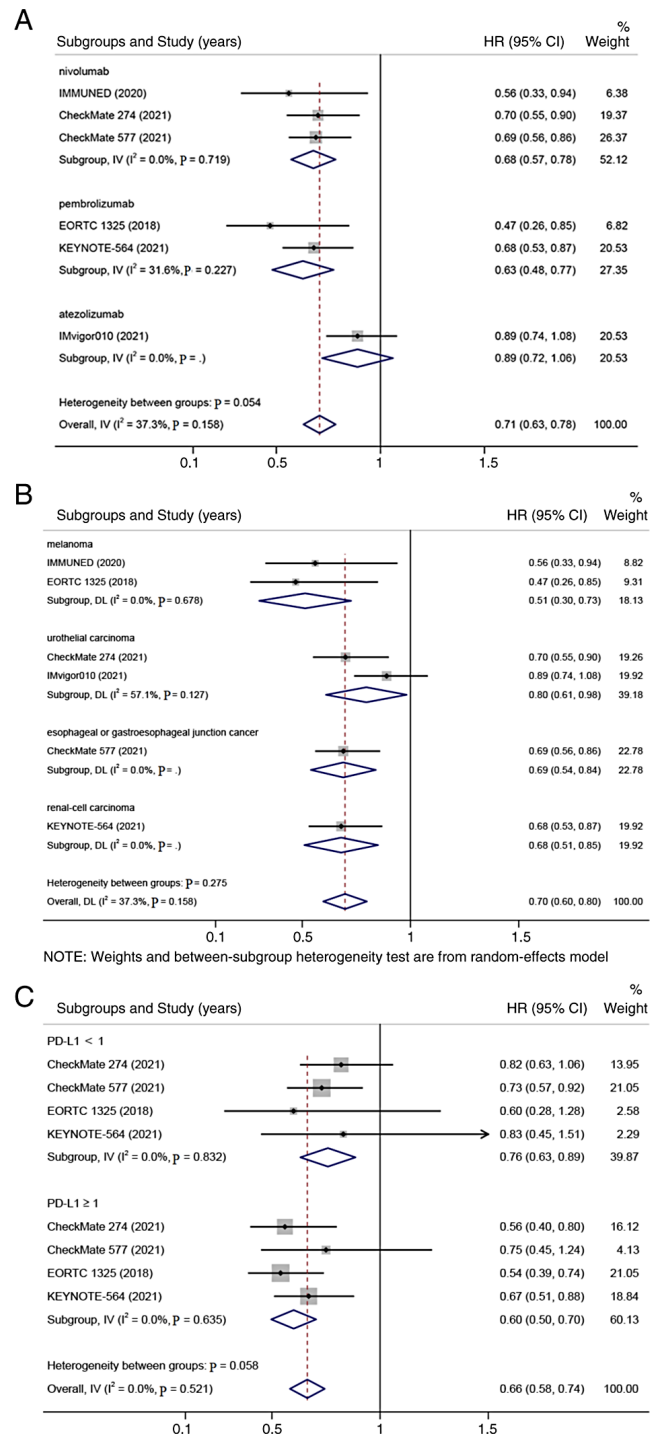 A
Subgroups and Study (years) HR (95% CI) % Weight
nivolumab
IMMUNED (2020) 0.56 (0.33, 0.94) 6.38
CheckMate 274 (2021) 0.70 (0.55, 0.90) 19.37
CheckMate 577 (2021) 0.69 (0.56, 0.86) 26.37
Subgroup, IV (I² = 0.0%, P = 0.719) 0.68 (0.57, 0.78) 52.12
pembrolizumab
EORTC 1325 (2018) 0.47 (0.26, 0.85) 6.82
KEYNOTE-564 (2021) 0.68 (0.53, 0.87) 20.53
Subgroup, IV (I² = 31.6%, P = 0.227) 0.63 (0.48, 0.77) 27.35
atezolizumab
IMvigor010 (2021) 0.89 (0.74, 1.08) 20.53
Subgroup, IV (I² = 0.0%, P = .) 0.89 (0.72, 1.06) 20.53
Heterogeneity between groups: P = 0.054
Overall, IV (I² = 37.3%, P = 0.158) 0.71 (0.63, 0.78) 100.00
0.1 0.5 1 1.5
B
Subgroups and Study (years) HR (95% CI) % Weight
melanoma
IMMUNED (2020) 0.56 (0.33, 0.94) 8.82
EORTC 1325 (2018) 0.47 (0.26, 0.85) 9.31
Subgroup, DL (I² = 0.0%, P = 0.678) 0.51 (0.30, 0.73) 18.13
urothelial carcinoma
CheckMate 274 (2021) 0.70 (0.55, 0.90) 19.26
IMvigor010 (2021) 0.89 (0.74, 1.08) 19.92
Subgroup, DL (I² = 57.1%, P = 0.127) 0.80 (0.61, 0.98) 39.18
esophageal or gastroesophageal junction cancer
CheckMate 577 (2021) 0.69 (0.56, 0.86) 22.78
Subgroup, DL (I² = 0.0%, P = .) 0.69 (0.54, 0.84) 22.78
renal-cell carcinoma
KEYNOTE-564 (2021) 0.68 (0.53, 0.87) 19.92
Subgroup, DL (I² = 0.0%, P = .) 0.68 (0.51, 0.85) 19.92
Heterogeneity between groups: P = 0.275
Overall, DL (I² = 37.3%, P = 0.158) 0.70 (0.60, 0.80) 100.00
0.1 0.5 1 1.5
NOTE: Weights and between-subgroup heterogeneity test are from random-effects model
C
Subgroups and Study (years) HR (95% CI) % Weight
PD-L1 < 1
CheckMate 274 (2021) 0.82 (0.63, 1.06) 13.95
CheckMate 577 (2021) 0.73 (0.57, 0.92) 21.05
EORTC 1325 (2018) 0.60 (0.28, 1.28) 2.58
KEYNOTE-564 (2021) 0.83 (0.45, 1.51) 2.29
Subgroup, IV (I² = 0.0%, P = 0.832) 0.76 (0.63, 0.89) 39.87
PD-L1 ≥ 1
CheckMate 274 (2021) 0.56 (0.40, 0.80) 16.12
CheckMate 577 (2021) 0.75 (0.45, 1.24) 4.13
EORTC 1325 (2018) 0.54 (0.39, 0.74) 21.05
KEYNOTE-564 (2021) 0.67 (0.51, 0.88) 18.84
Subgroup, IV (I² = 0.0%, P = 0.635) 0.60 (0.50, 0.70) 60.13
Heterogeneity between groups: P = 0.058
Overall, IV (I² = 0.0%, P = 0.521) 0.66 (0.58, 0.74) 100.00
0.1 0.5 1 1.5